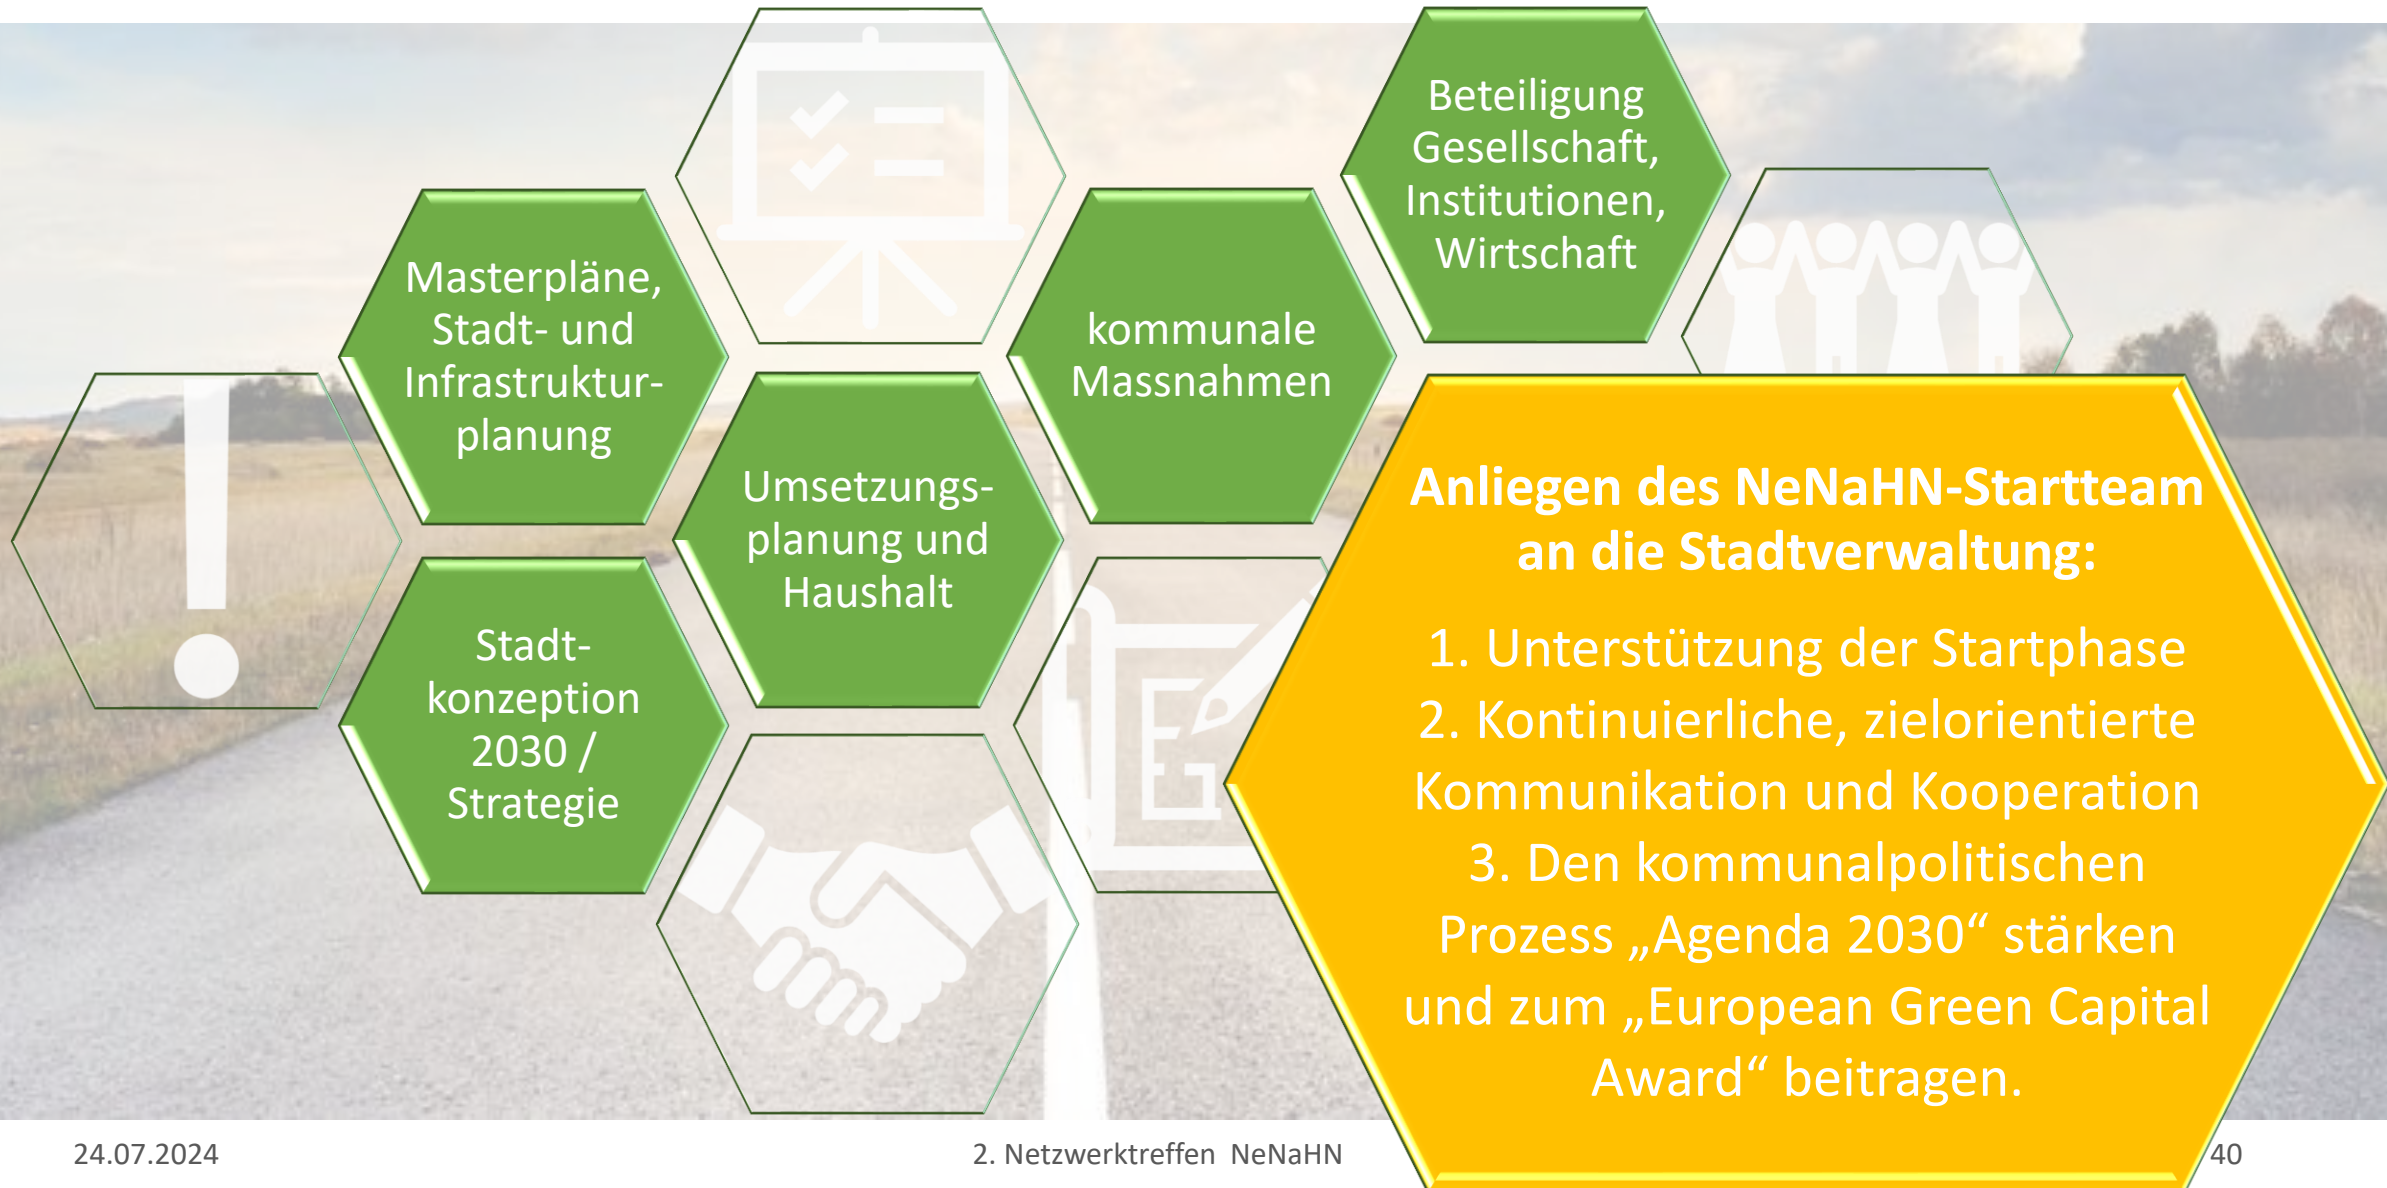 Beteiligung
Gesellschaft,
Institutionen,
Wirtschaft
Masterpläne,
Stadt- und
Infrastruktur-
planung
kommunale
Massnahmen
Umsetzungs-
planung und
Haushalt
Stadt-
konzeption
2030 /
Strategie
Anliegen des NeNaHN-Startteam
an die Stadtverwaltung:
1. Unterstützung der Startphase
2. Kontinuierliche, zielorientierte
Kommunikation und Kooperation
3. Den kommunalpolitischen
Prozess „Agenda 2030“ stärken
und zum „European Green Capital
Award“ beitragen.
24.07.2024
2. Netzwerktreffen NeNaHN
40